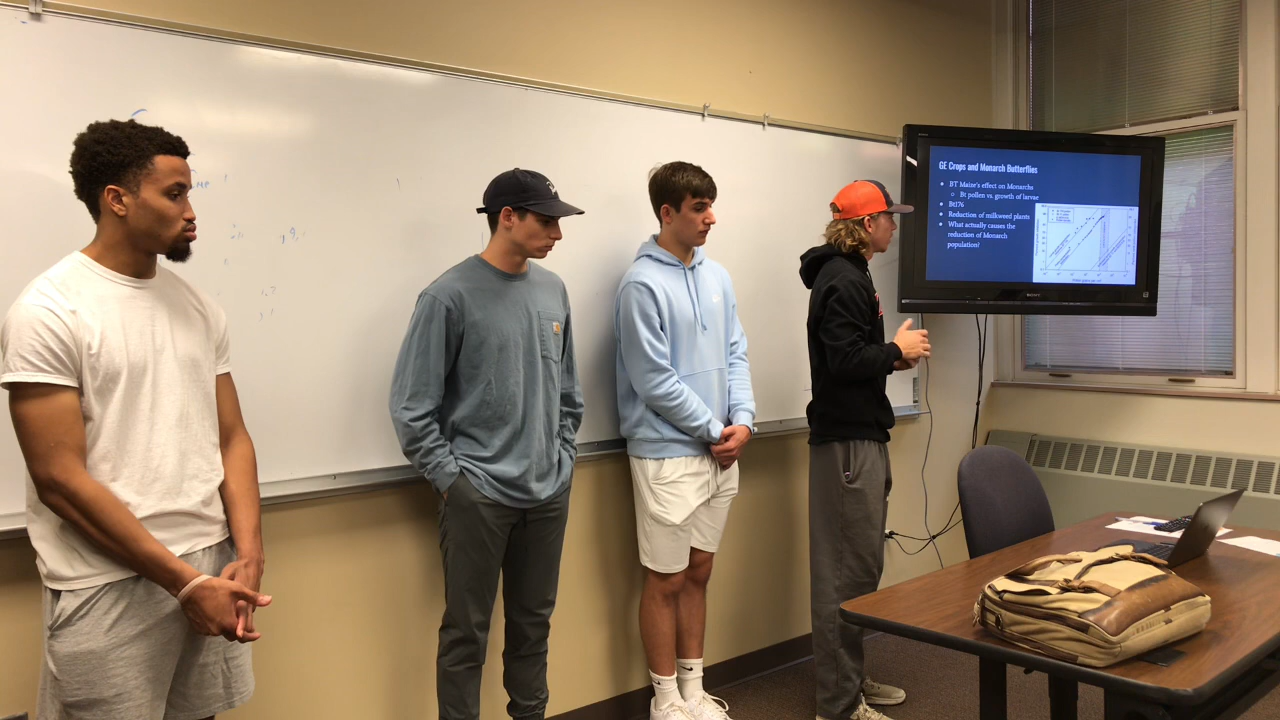 GE Crops and Monarch Butterflies
● BT Maize's effect on Monarchs
○ Bt pollen vs. growth of larvae
● Bt176
● Reduction of milkweed plants
● What actually causes the
reduction of Monarch
population?
SONY